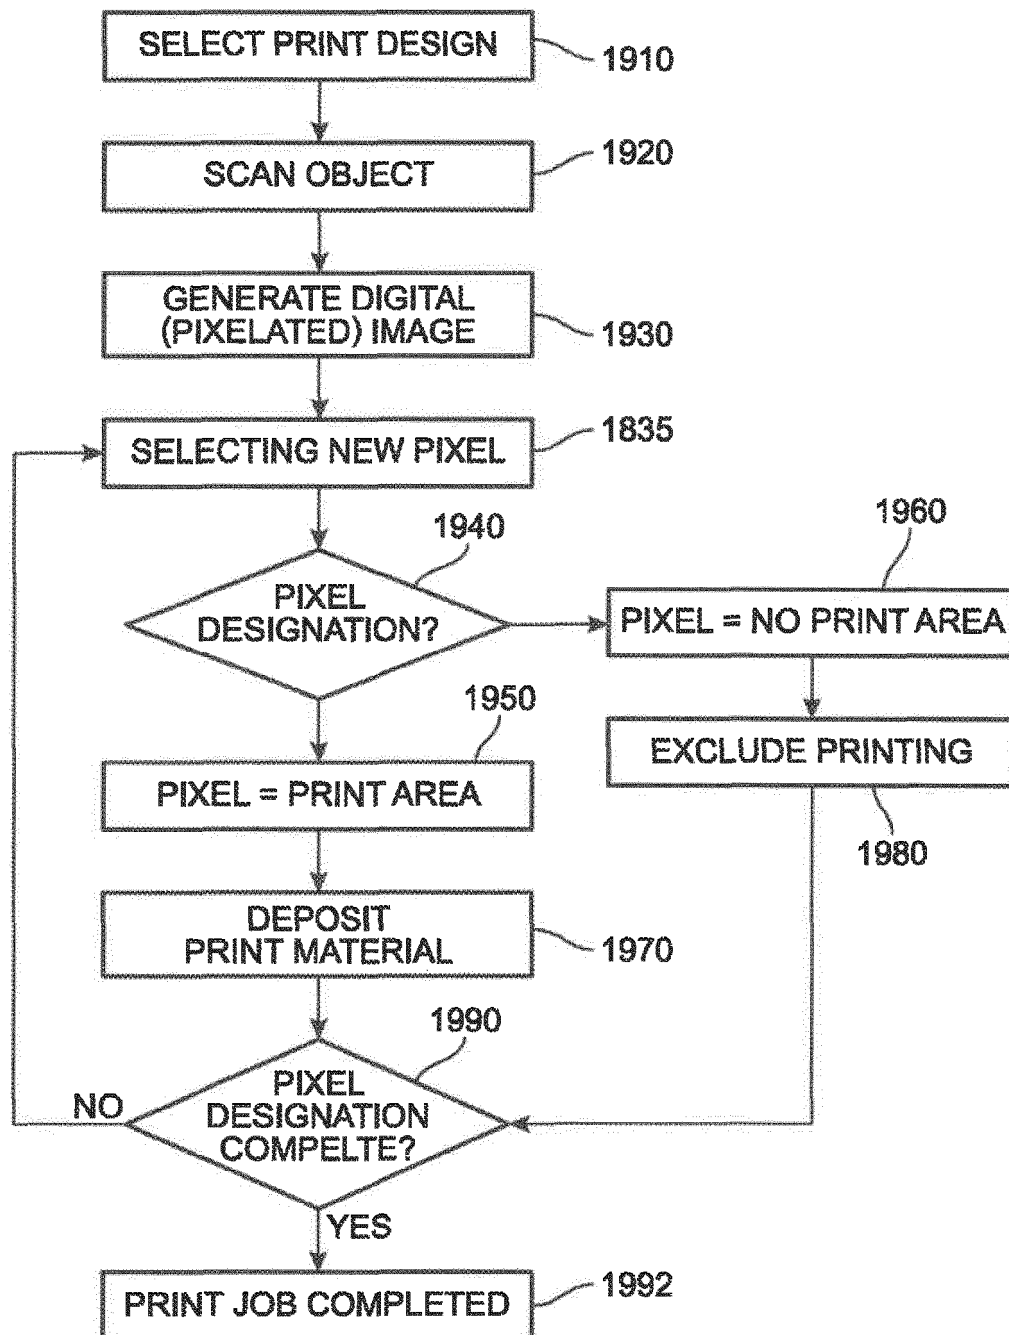 SELECT PRINT DESIGN
1910
SCAN OBJECT
1920
GENERATE DIGITAL
(PIXELATED) IMAGE
1930
SELECTING NEW PIXEL
1835
1940
PIXEL
DESIGNATION?
1960
PIXEL = NO PRINT AREA
1950
PIXEL = PRINT AREA
EXCLUDE PRINTING
1980
DEPOSIT
PRINT MATERIAL
1970
1990
PIXEL
DESIGNATION
COMPELTE?
NO
YES
PRINT JOB COMPLETED
1992